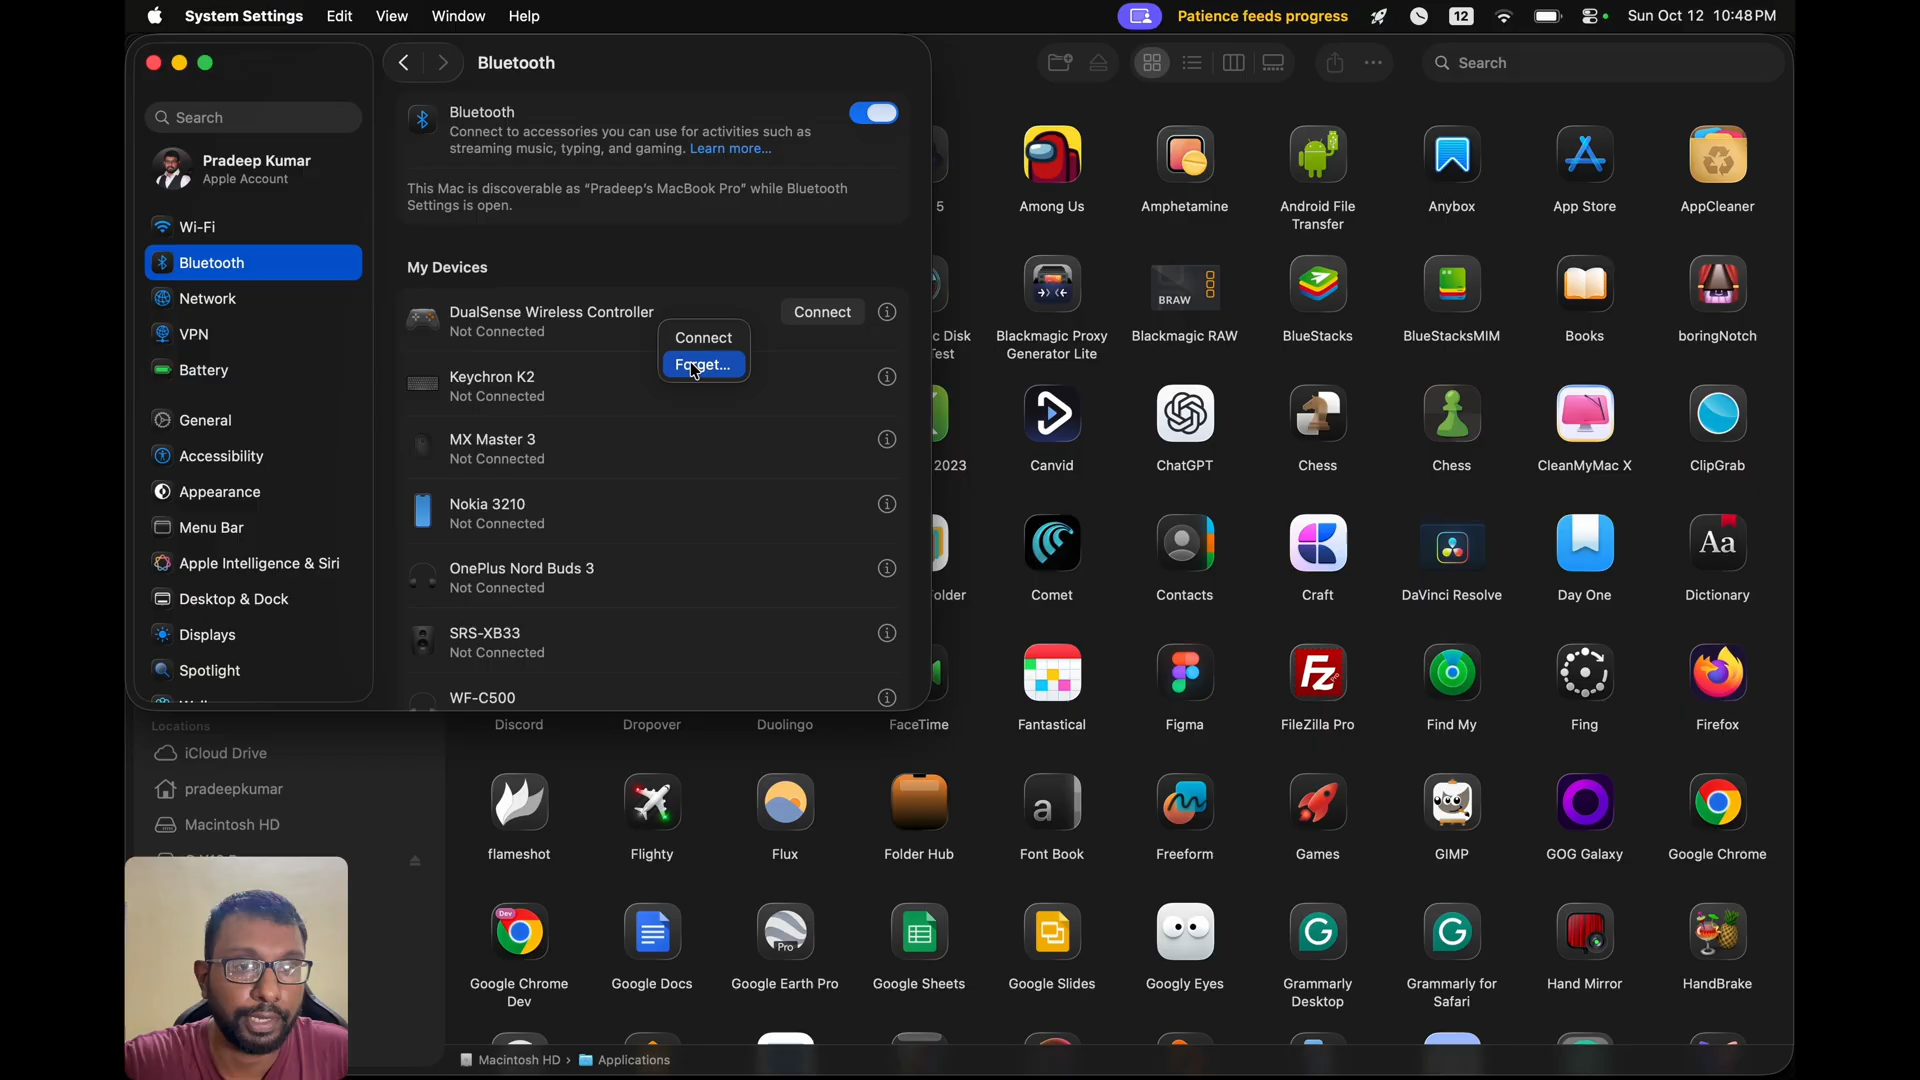 System Settings Edit View Window Help
Patience feeds progress 12 Sun Oct 12 10:48 PM
Search
Pradeep Kumar
Apple Account
Wi-Fi
Bluetooth
Network
VPN
Battery
General
Accessibility
Appearance
Menu Bar
Apple Intelligence & Siri
Desktop & Dock
Displays
Spotlight
Bluetooth
Bluetooth
Connect to accessories you can use for activities such as
streaming music, typing, and gaming. Learn more...
This Mac is discoverable as “Pradeep’s MacBook Pro” while Bluetooth
Settings is open.
My Devices
DualSense Wireless Controller
Not Connected
Connect
Connect
Forget...
Keychron K2
Not Connected
MX Master 3
Not Connected
Nokia 3210
Not Connected
OnePlus Nord Buds 3
Not Connected
SRS-XB33
Not Connected
WF-C500
Search
5
Among Us
Amphetamine
Android File
Transfer
Anybox
App Store
AppCleaner
c Disk
Test
Blackmagic Proxy
Generator Lite
BRAW
Blackmagic RAW
BlueStacks
BlueStacksMIM
Books
boringNotch
2023
Canvid
ChatGPT
Chess
Chess
CleanMyMac X
ClipGrab
older
Comet
Contacts
Craft
DaVinci Resolve
Day One
Aa
Dictionary
Discord
Dropover
Duolingo
FaceTime
Fantastical
Figma
Fz
Pro
FileZilla Pro
Find My
Fing
Firefox
Locations
iCloud Drive
pradeepkumar
Macintosh HD
flameshot
Flighty
Flux
Folder Hub
a
Font Book
Freeform
Games
GIMP
GOG Galaxy
Google Chrome
Dev
Google Chrome
Dev
Google Docs
Pro
Google Earth Pro
Google Sheets
Google Slides
Googly Eyes
Grammarly
Desktop
Grammarly for
Safari
Hand Mirror
HandBrake
Macintosh HD › Applications